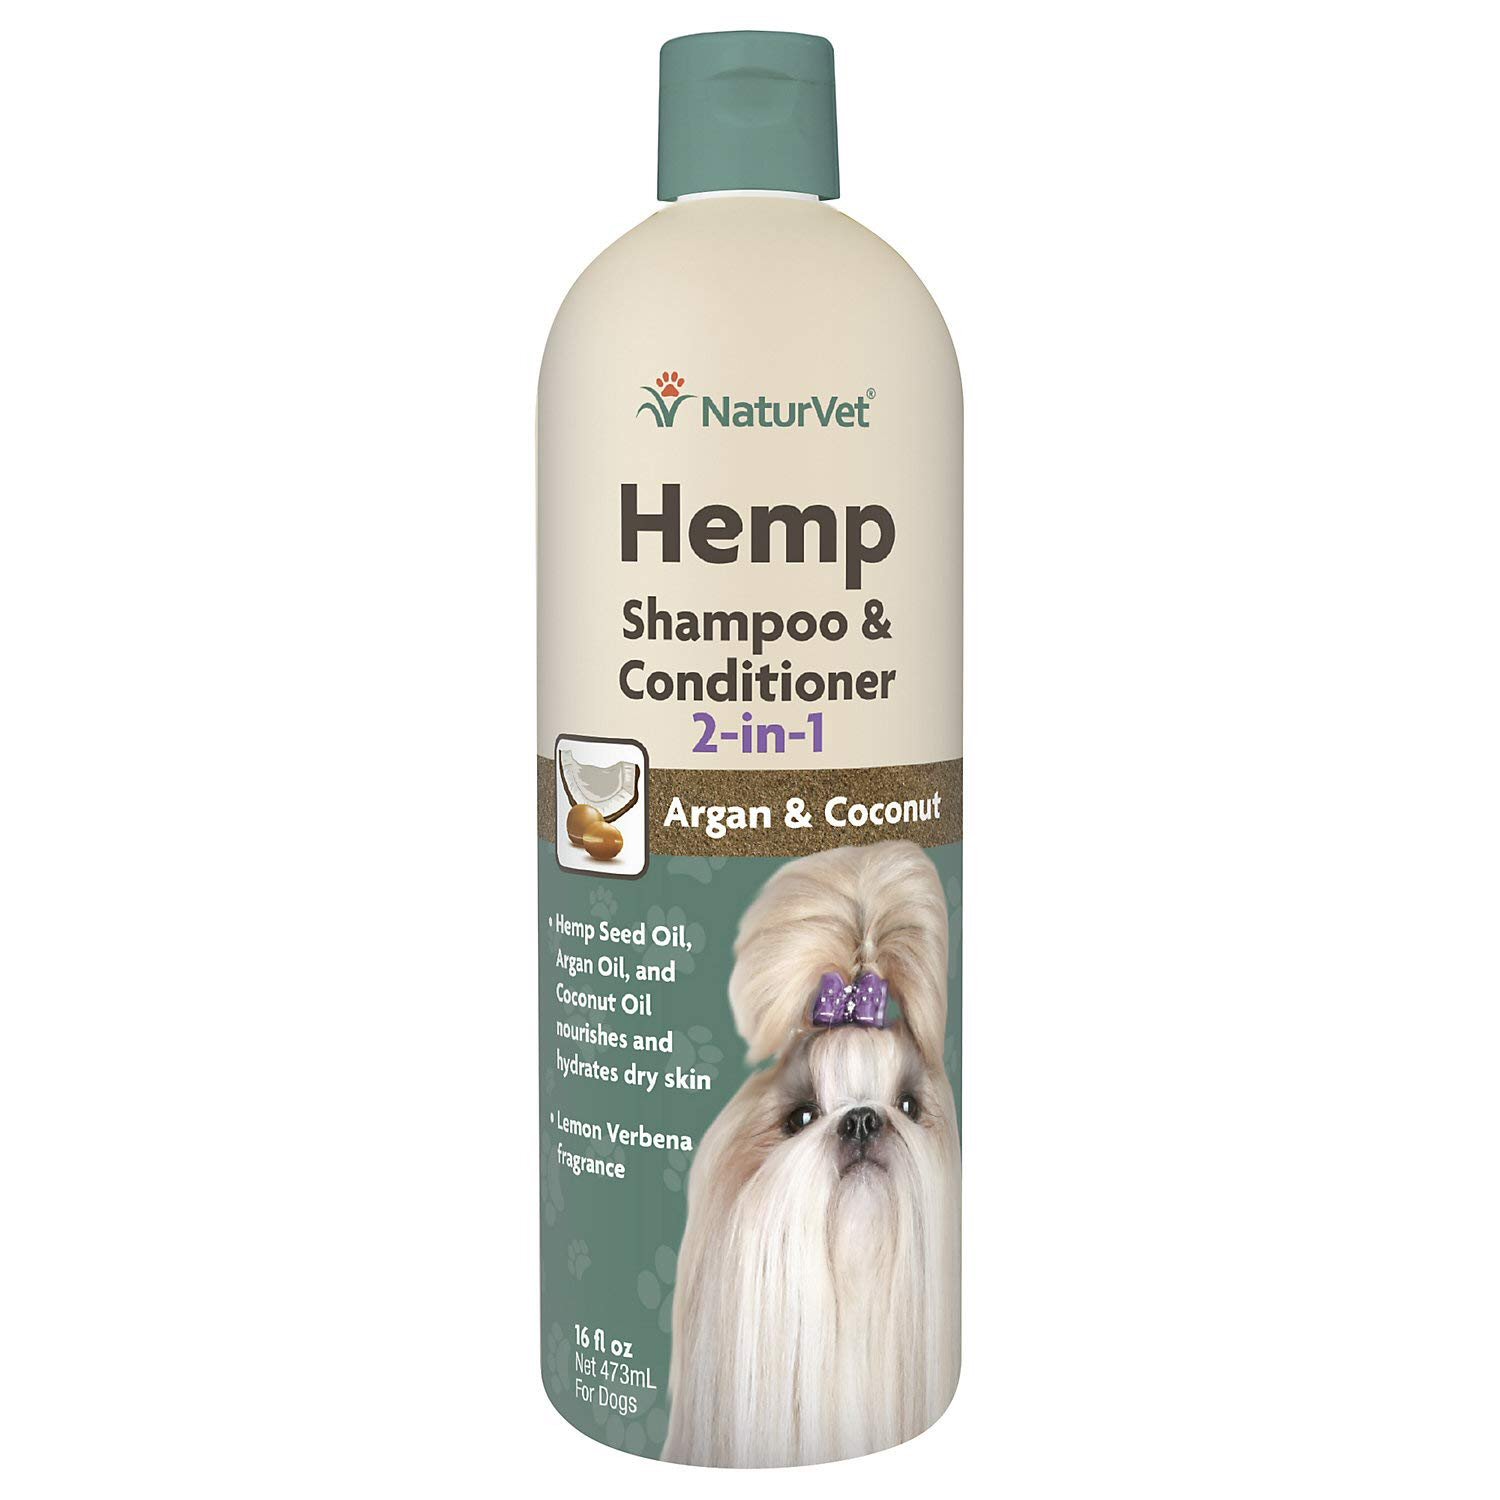 NaturVet®
Hemp
Shampoo &
Conditioner
2-in-1
Argan & Coconut
• Hemp Seed Oil,
Argan Oil, and
Coconut Oil
nourishes and
hydrates dry skin
• Lemon Verbena
fragrance
16 fl oz
Net 473mL
For Dogs